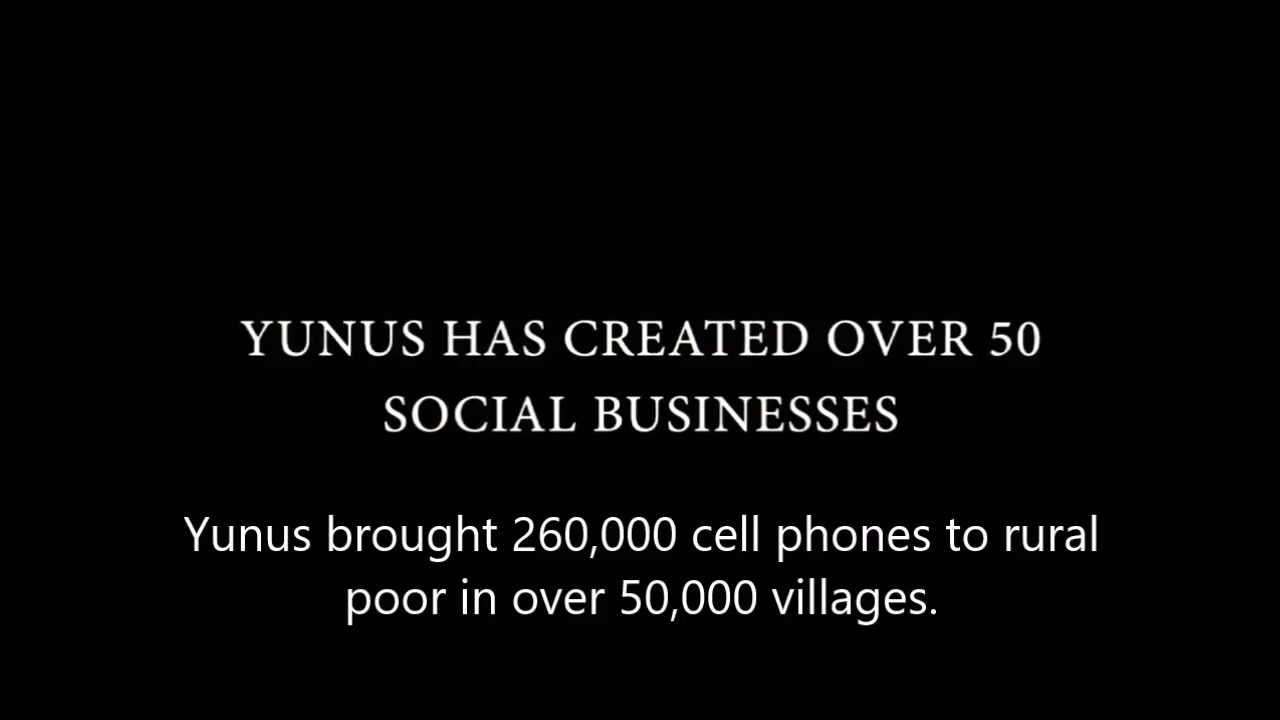 YUNUS HAS CREATED OVER 50
SOCIAL BUSINESSES
Yunus brought 260,000 cell phones to rural
poor in over 50,000 villages.